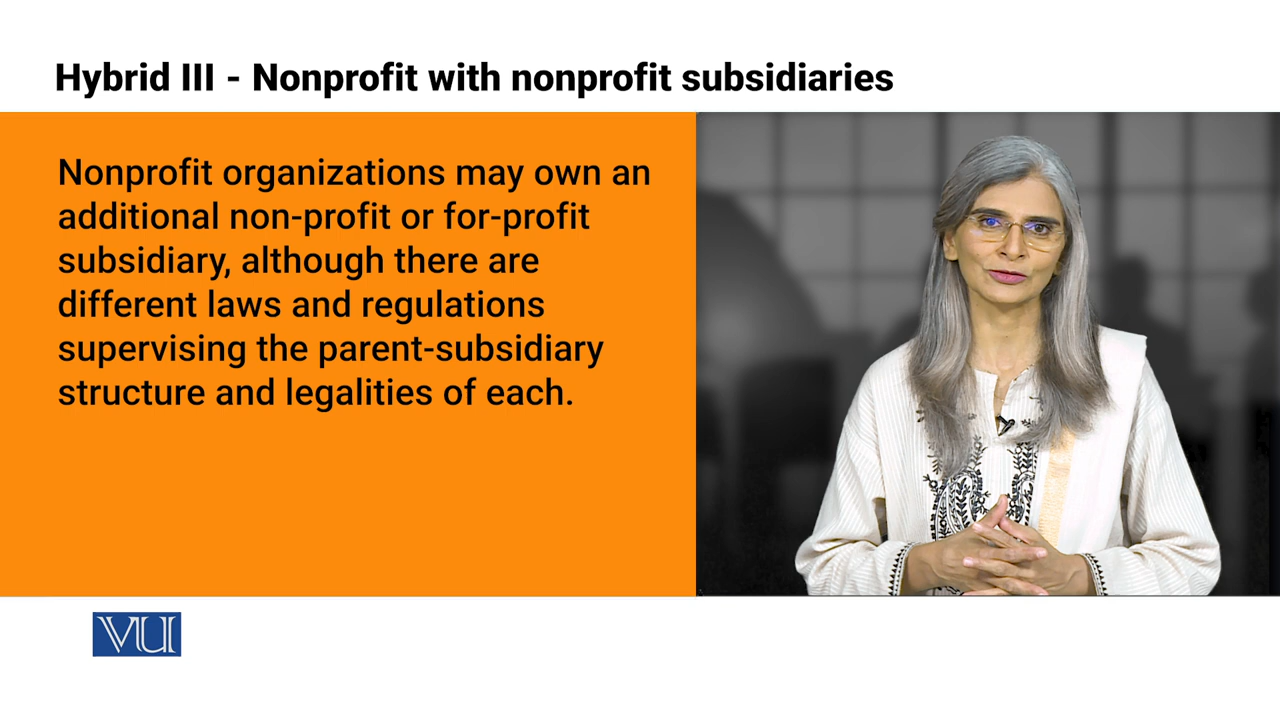 Hybrid III - Nonprofit with nonprofit subsidiaries
Nonprofit organizations may own an
additional non-profit or for-profit
subsidiary, although there are
different laws and regulations
supervising the parent-subsidiary
structure and legalities of each.
VU